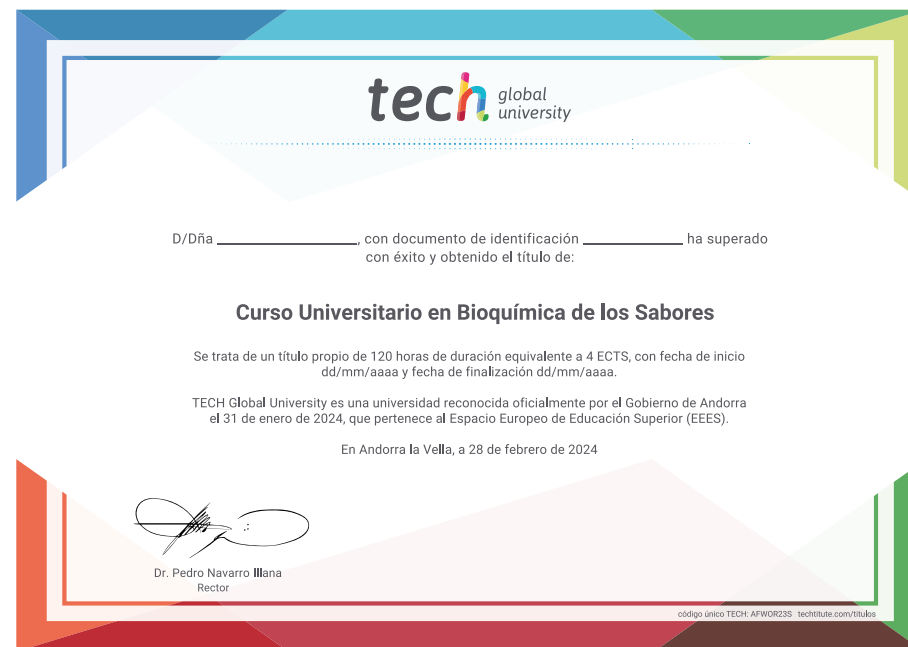 tech global
university
D/Dña ____________________, con documento de identificación ______________ ha superado
con éxito y obtenido el título de:
Curso Universitario en Bioquímica de los Sabores
Se trata de un título propio de 120 horas de duración equivalente a 4 ECTS, con fecha de inicio
dd/mm/aaaa y fecha de finalización dd/mm/aaaa.
TECH Global University es una universidad reconocida oficialmente por el Gobierno de Andorra
el 31 de enero de 2024, que pertenece al Espacio Europeo de Educación Superior (EEES).
En Andorra la Vella, a 28 de febrero de 2024
Dr. Pedro Navarro Illana
Rector
código único TECH: AFWOR23S techtitute.com/titulos